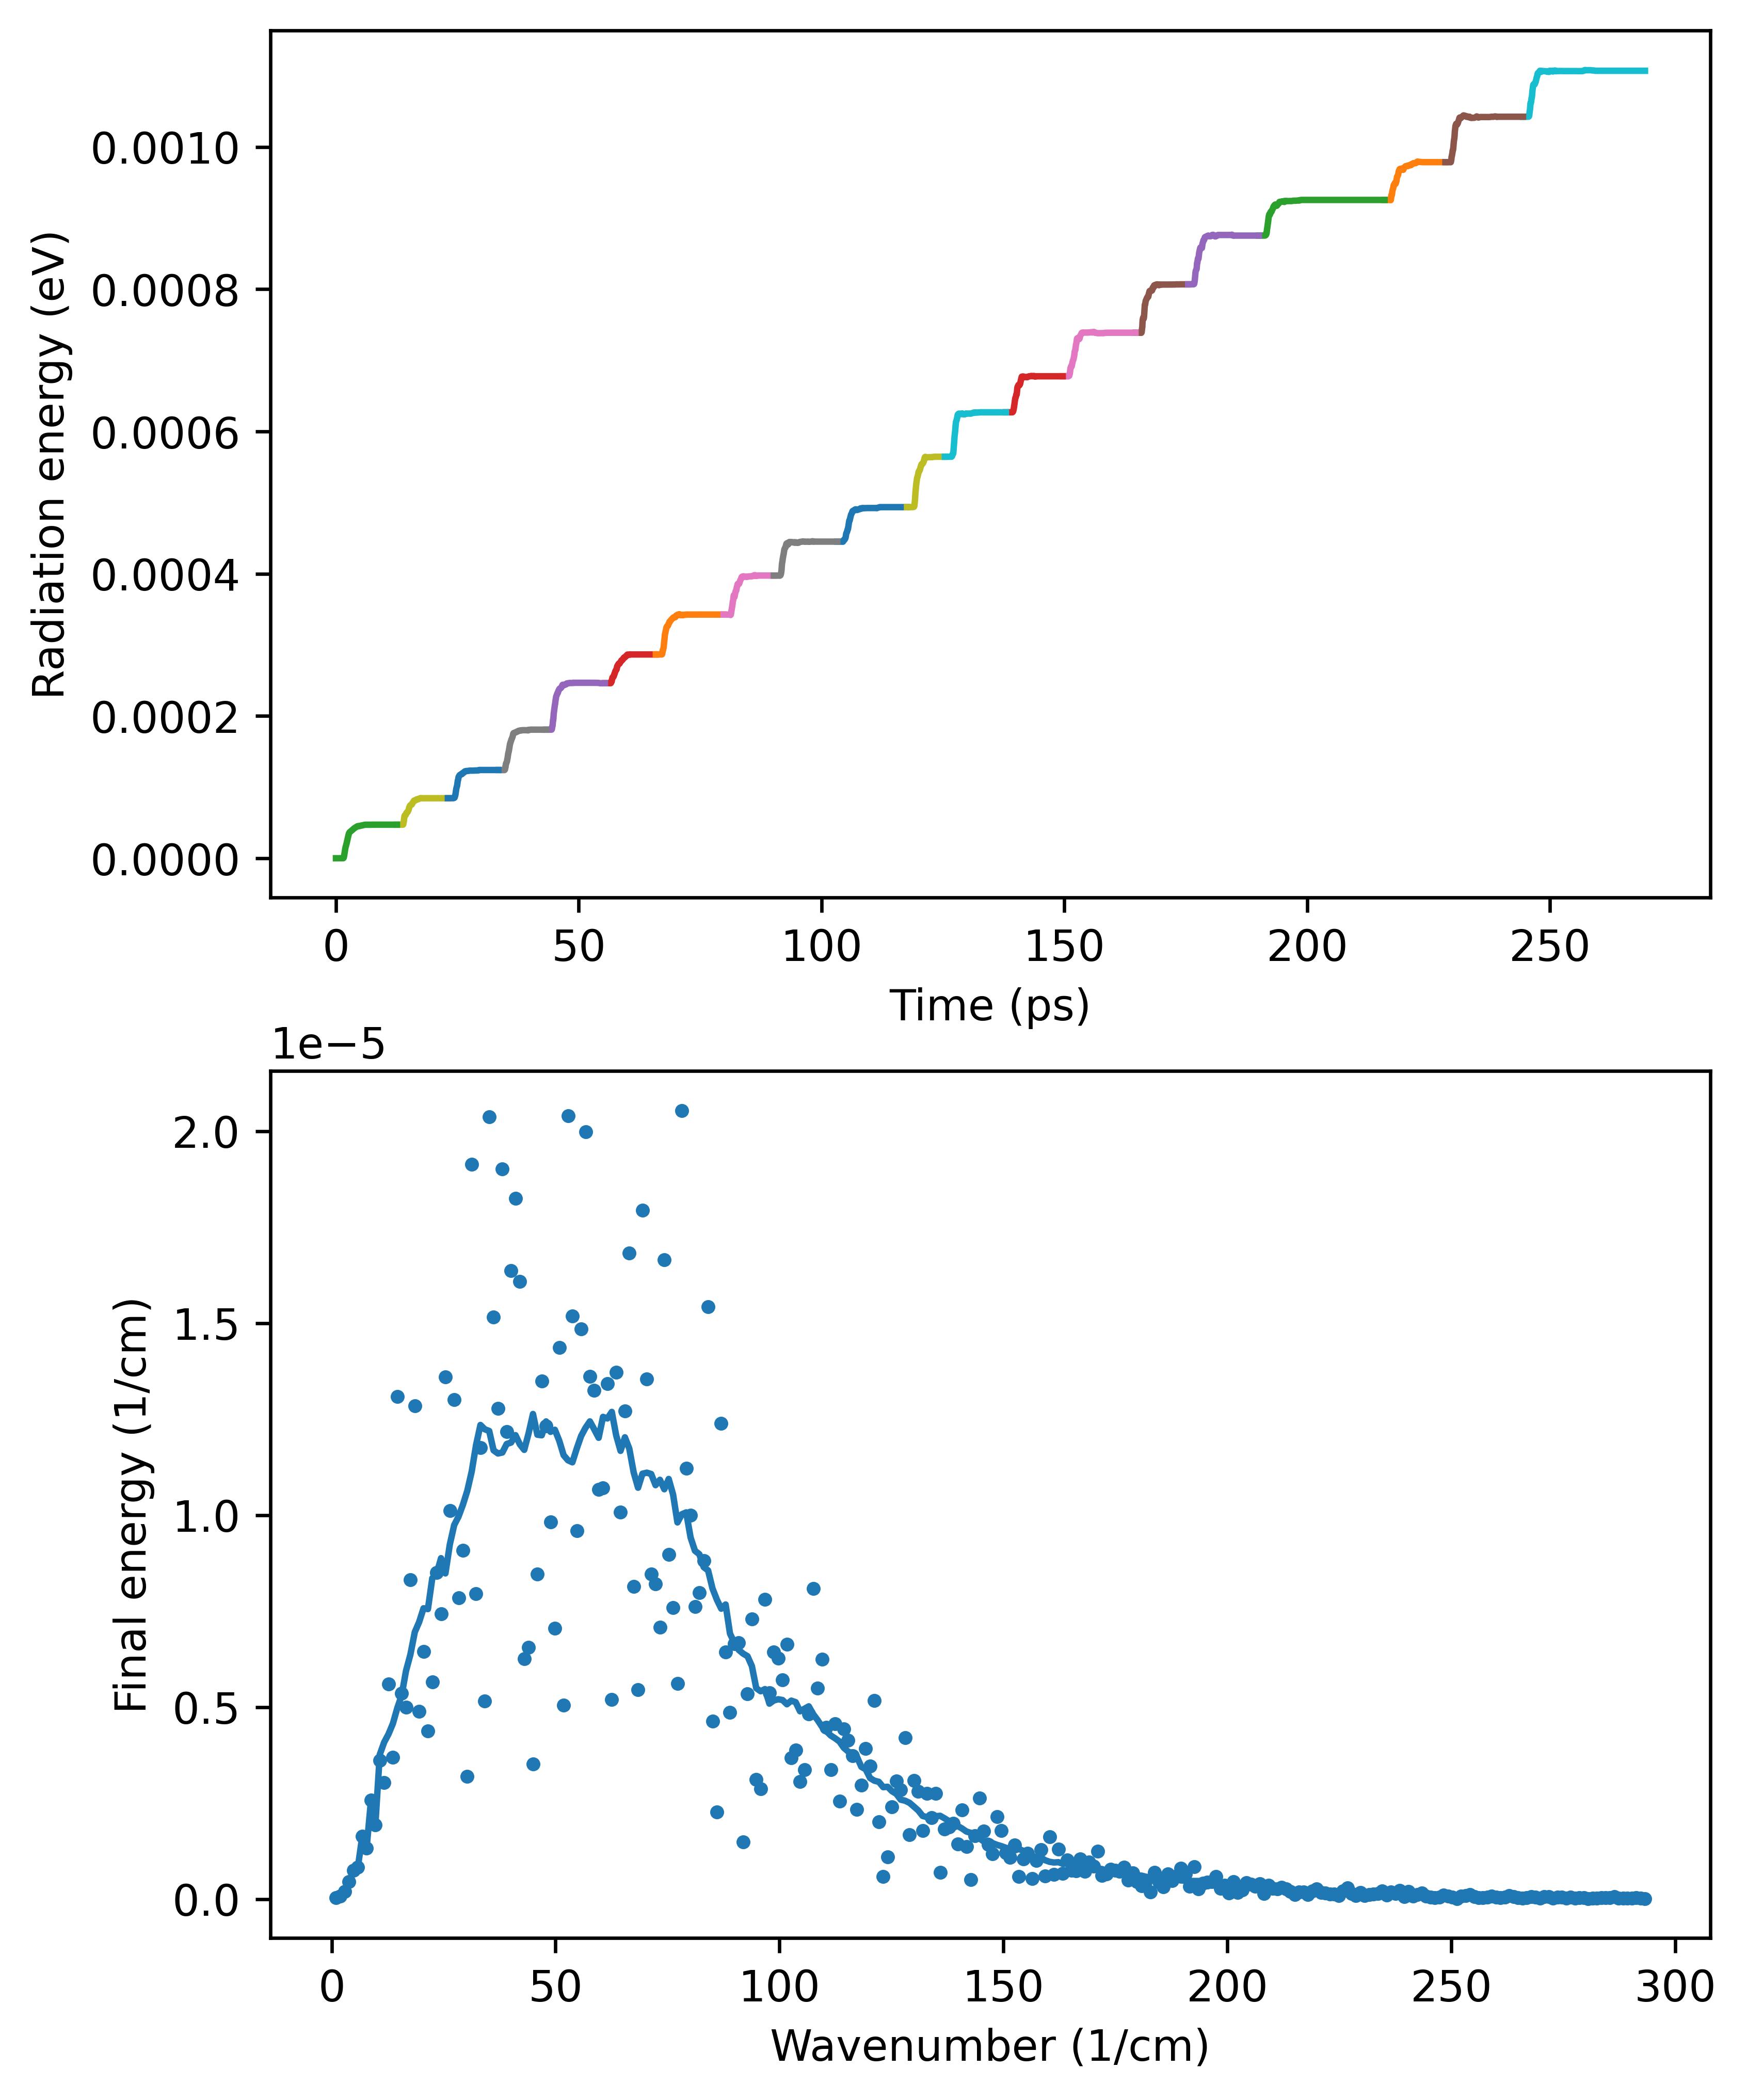 0.0010
0.0008
0.0006
0.0004
0.0002
0.0000
Radiation energy (eV)
0 50 100 150 200 250
Time (ps)
1e−5
2.0
1.5
1.0
0.5
0.0
Final energy (1/cm)
0 50 100 150 200 250 300
Wavenumber (1/cm)